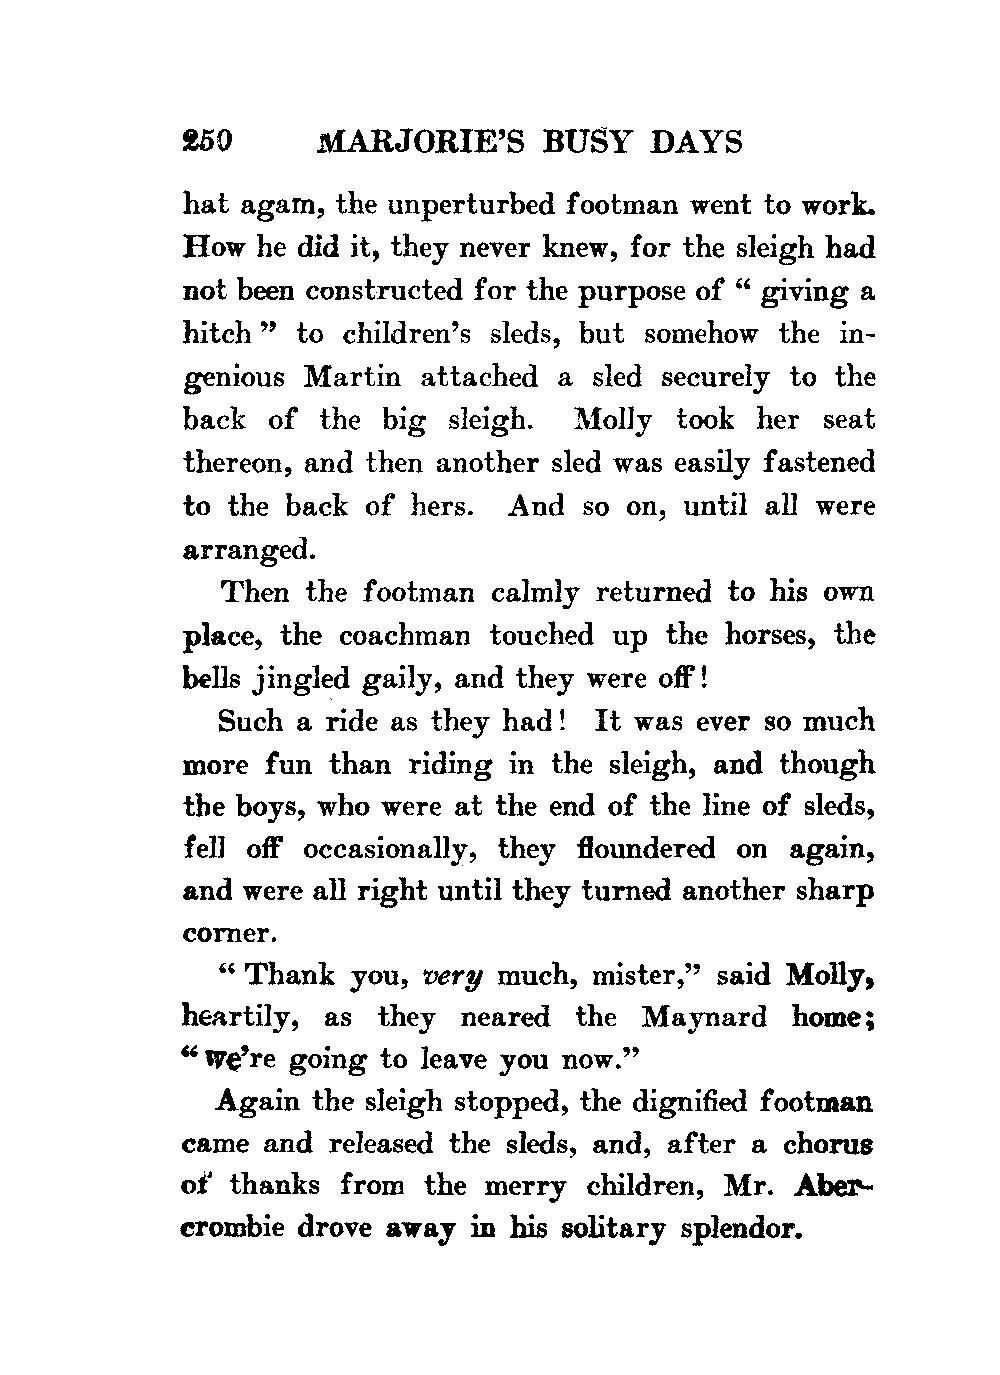 250 MARJORIE'S BUSY DAYS
hat again, the unperturbed footman went to work.
How he did it, they never knew, for the sleigh had
not been constructed for the purpose of “ giving a
hitch ” to children's sleds, but somehow the in-
genious Martin attached a sled securely to the
back of the big sleigh. Molly took her seat
thereon, and then another sled was easily fastened
to the back of hers. And so on, until all were
arranged.
Then the footman calmly returned to his own
place, the coachman touched up the horses, the
bells jingled gaily, and they were off!
Such a ride as they had! It was ever so much
more fun than riding in the sleigh, and though
the boys, who were at the end of the line of sleds,
fell off occasionally, they floundered on again,
and were all right until they turned another sharp
corner.
“ Thank you, very much, mister,” said Molly,
heartily, as they neared the Maynard home;
“ we're going to leave you now.”
Again the sleigh stopped, the dignified footman
came and released the sleds, and, after a chorus
of thanks from the merry children, Mr. Aber-
crombie drove away in his solitary splendor.